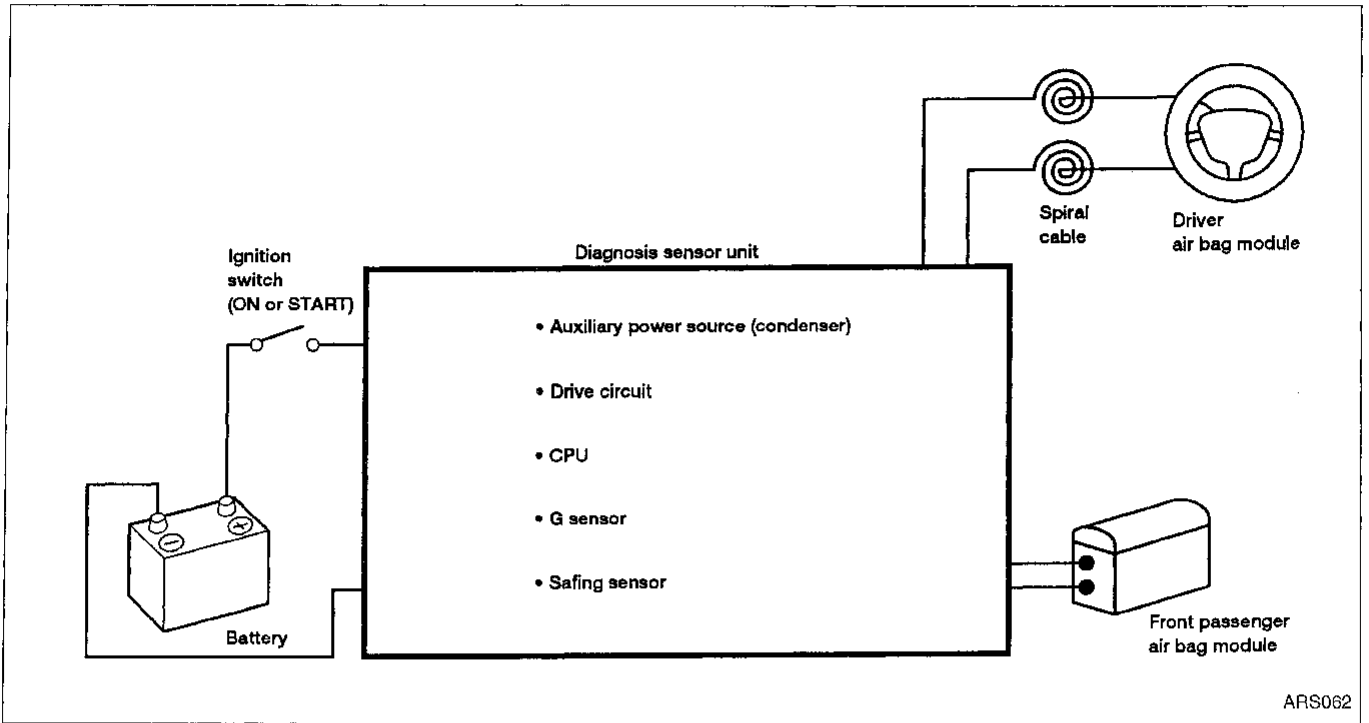 Spiral
cable
Driver
air bag module
Ignition
switch
(ON or START)
Diagnosis sensor unit
• Auxiliary power source (condenser)
• Drive circuit
• CPU
• G sensor
• Safing sensor
Battery
Front passenger
air bag module
ARS062